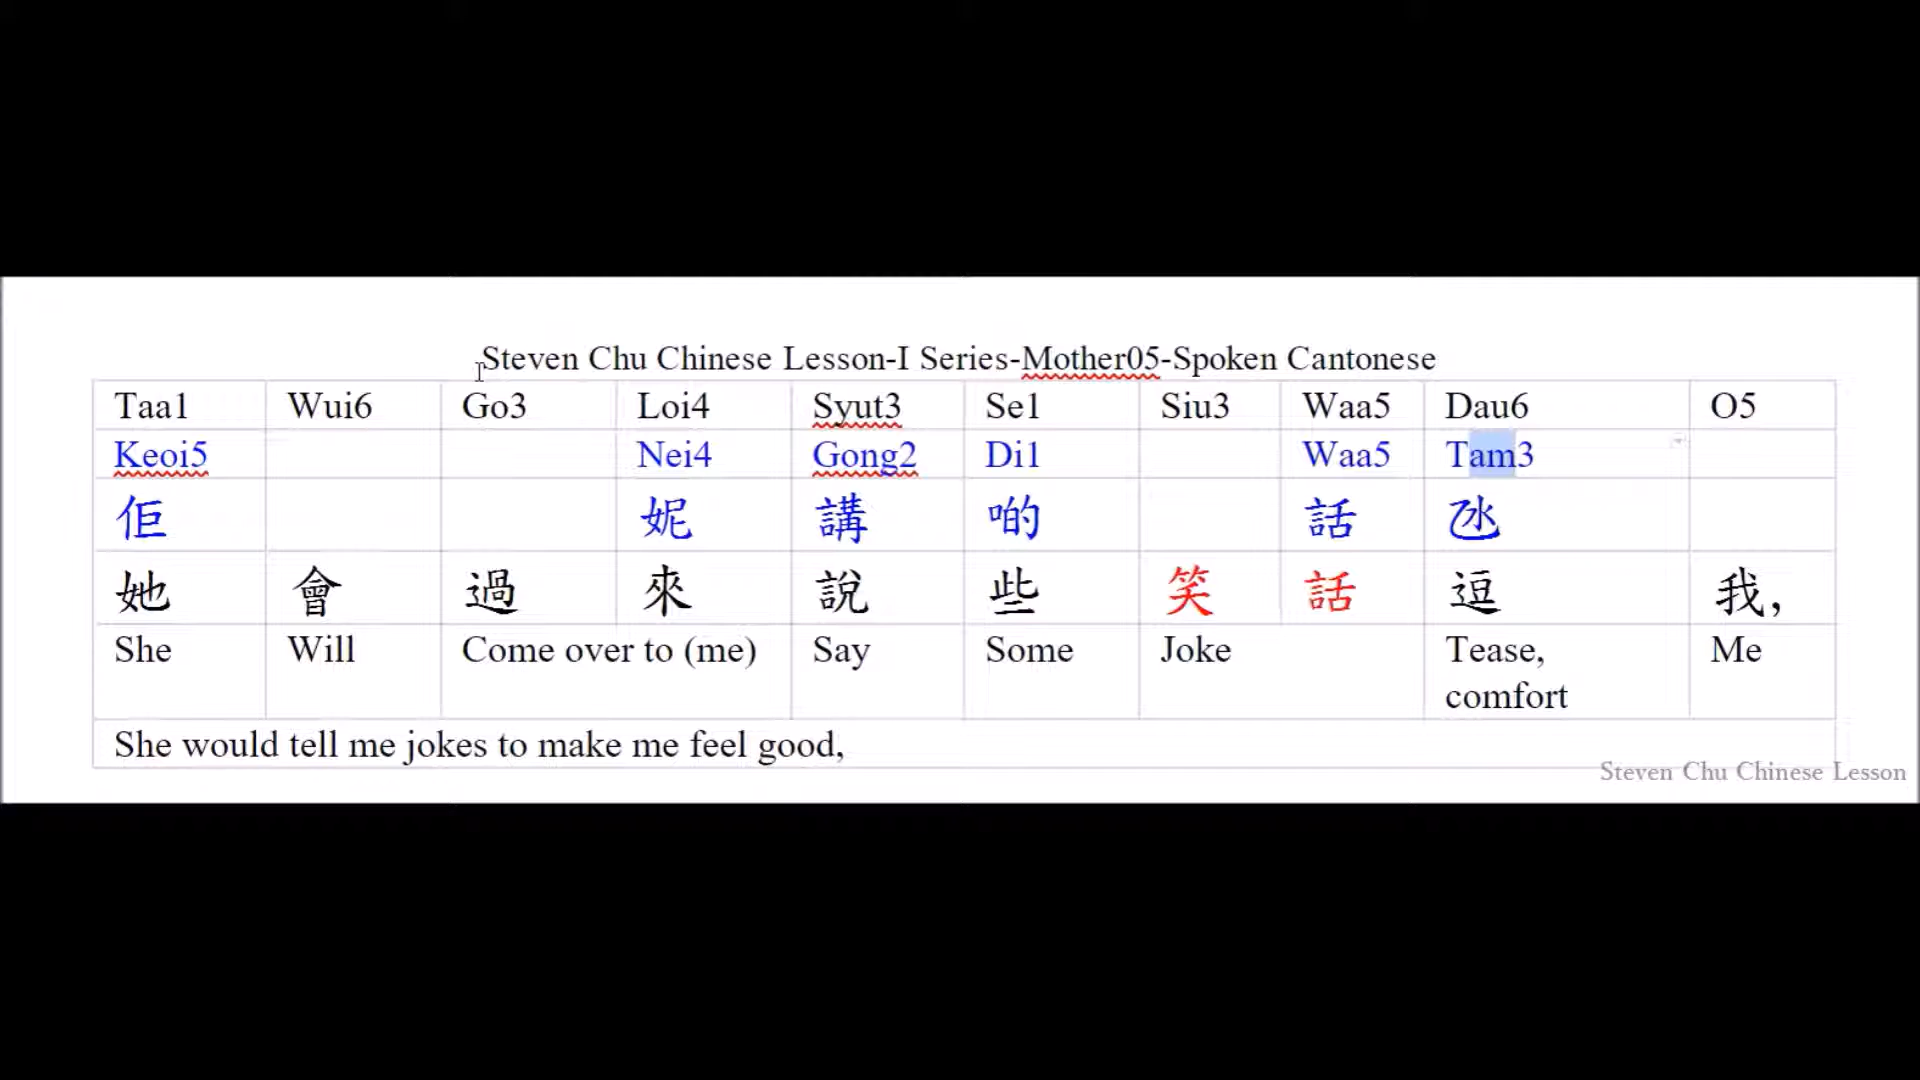 Steven Chu Chinese Lesson-I Series-Mother05-Spoken Cantonese
Taa1 Wui6 Go3 Loi4 Syut3 Se1 Siu3 Waa5 Dau6 O5
Keoi5 Nei4 Gong2 Di1 Waa5 Tam3
佢 妮 講 啲 話 氹
她 會 過 來 說 些 笑 話 逗 我,
She Will Come over to (me) Say Some Joke Tease, Me
comfort
She would tell me jokes to make me feel good,
Steven Chu Chinese Lesson